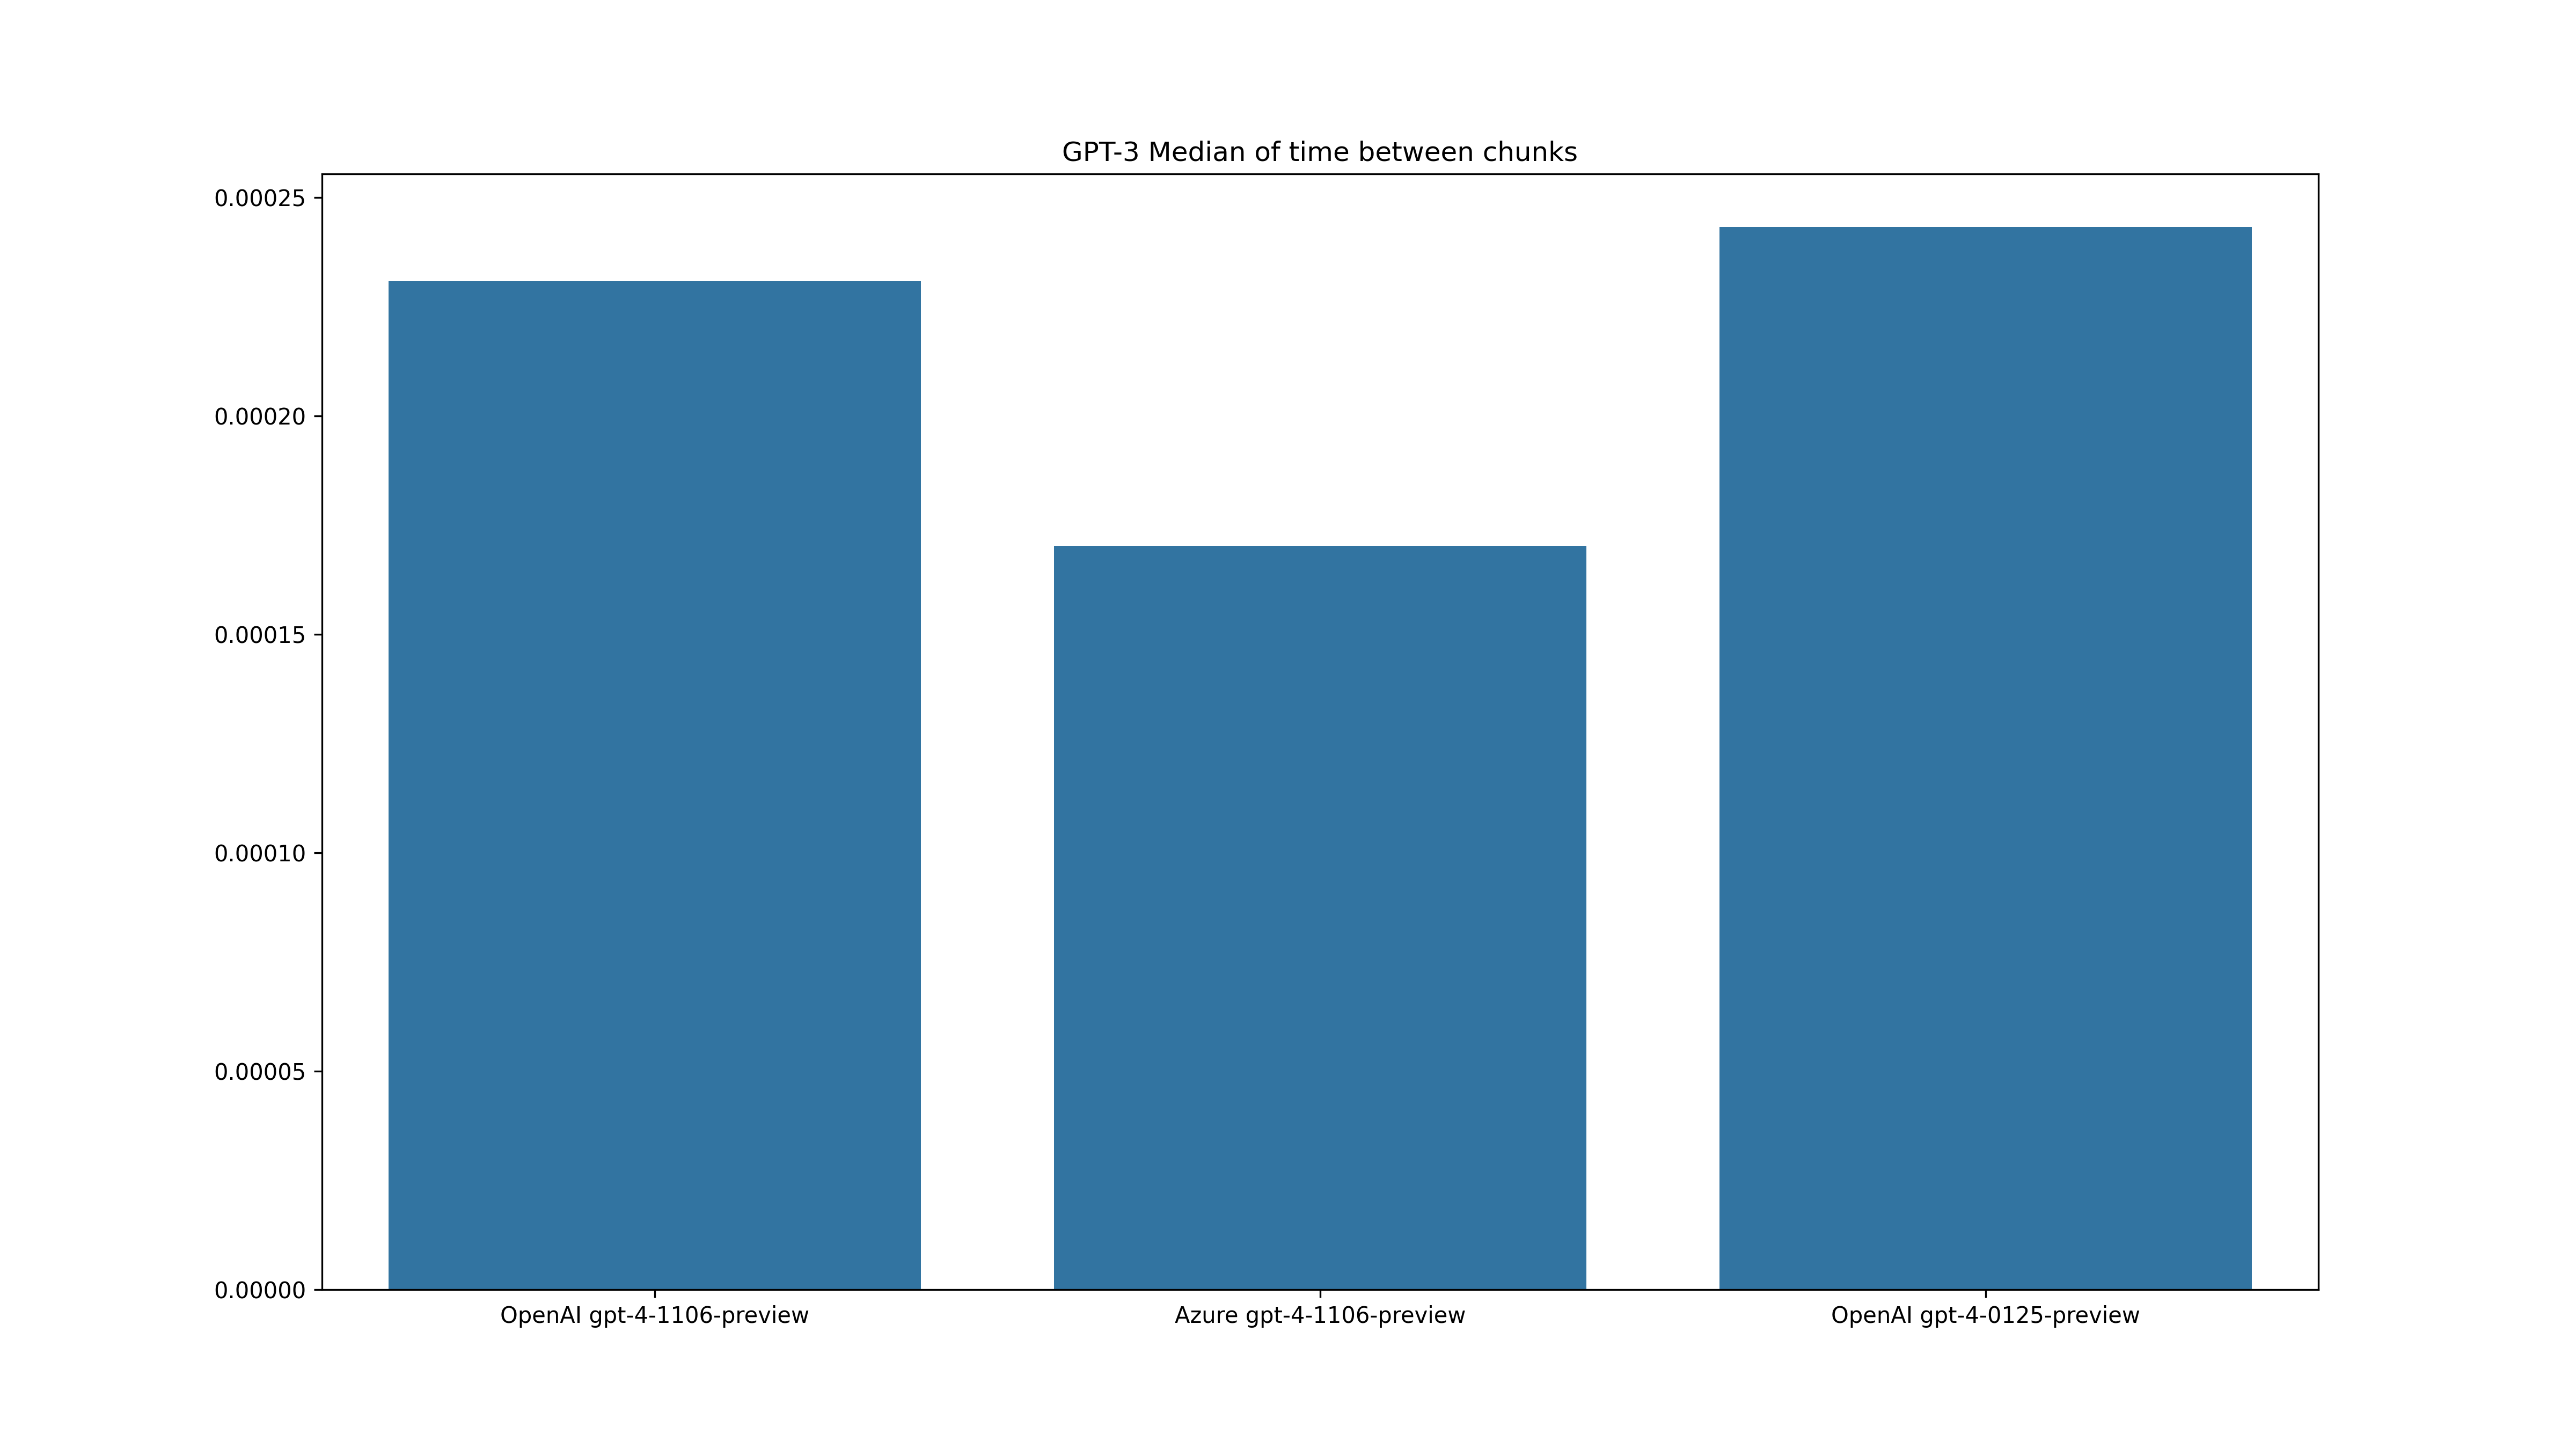 GPT-3 Median of time between chunks
0.00025
0.00020
0.00015
0.00010
0.00005
0.00000
OpenAI gpt-4-1106-preview
Azure gpt-4-1106-preview
OpenAI gpt-4-0125-preview